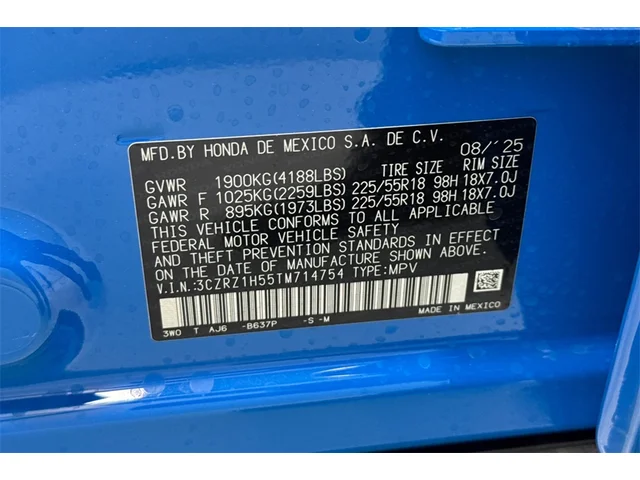 MFD.BY HONDA DE MEXICO S.A. DE C.V. 08/'25
TIRE SIZE RIM SIZE
GVWR 1900KG(4188LBS)
GAWR F 1025KG(2259LBS) 225/55R18 98H 18X7.0J
GAWR R 895KG(1973LBS) 225/55R18 98H 18X7.0J
THIS VEHICLE CONFORMS TO ALL APPLICABLE
FEDERAL MOTOR VEHICLE SAFETY
AND THEFT PREVENTION STANDARDS IN EFFECT
ON THE DATE OF MANUFACTURE SHOWN ABOVE.
V.I.N.:3CZRZ1H55TM714754 TYPE:MPV
3WO T AJ6 -B637P -S -M
MADE IN MEXICO